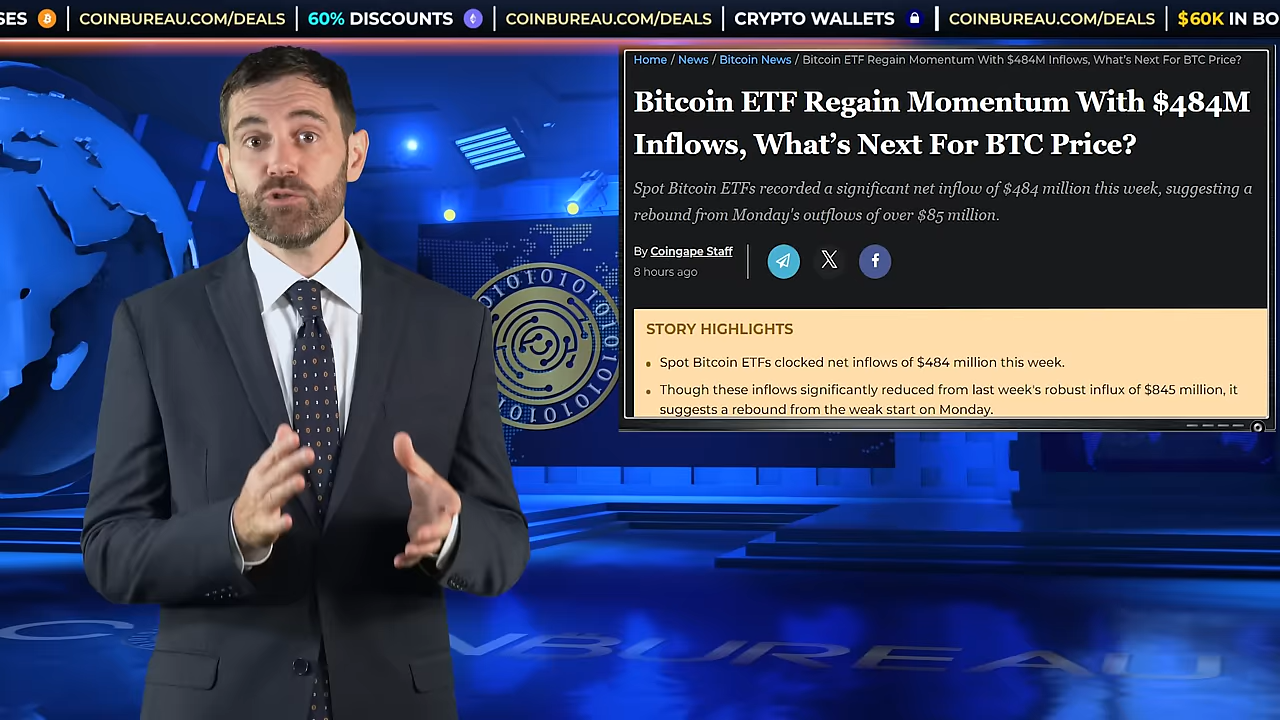 SES COINBUREAU.COM/DEALS 60% DISCOUNTS COINBUREAU.COM/DEALS CRYPTO WALLETS COINBUREAU.COM/DEALS $60K IN BO
Home / News / Bitcoin News / Bitcoin ETF Regain Momentum With $484M Inflows, What's Next For BTC Price?
Bitcoin ETF Regain Momentum With $484M
Inflows, What's Next For BTC Price?
Spot Bitcoin ETFs recorded a significant net inflow of $484 million this week, suggesting a
rebound from Monday's outflows of over $85 million.
By Coingape Staff
8 hours ago
STORY HIGHLIGHTS
Spot Bitcoin ETFs clocked net inflows of $484 million this week.
Though these inflows significantly reduced from last week's robust influx of $845 million, it
suggests a rebound from the weak start on Monday.
COINBUREAU